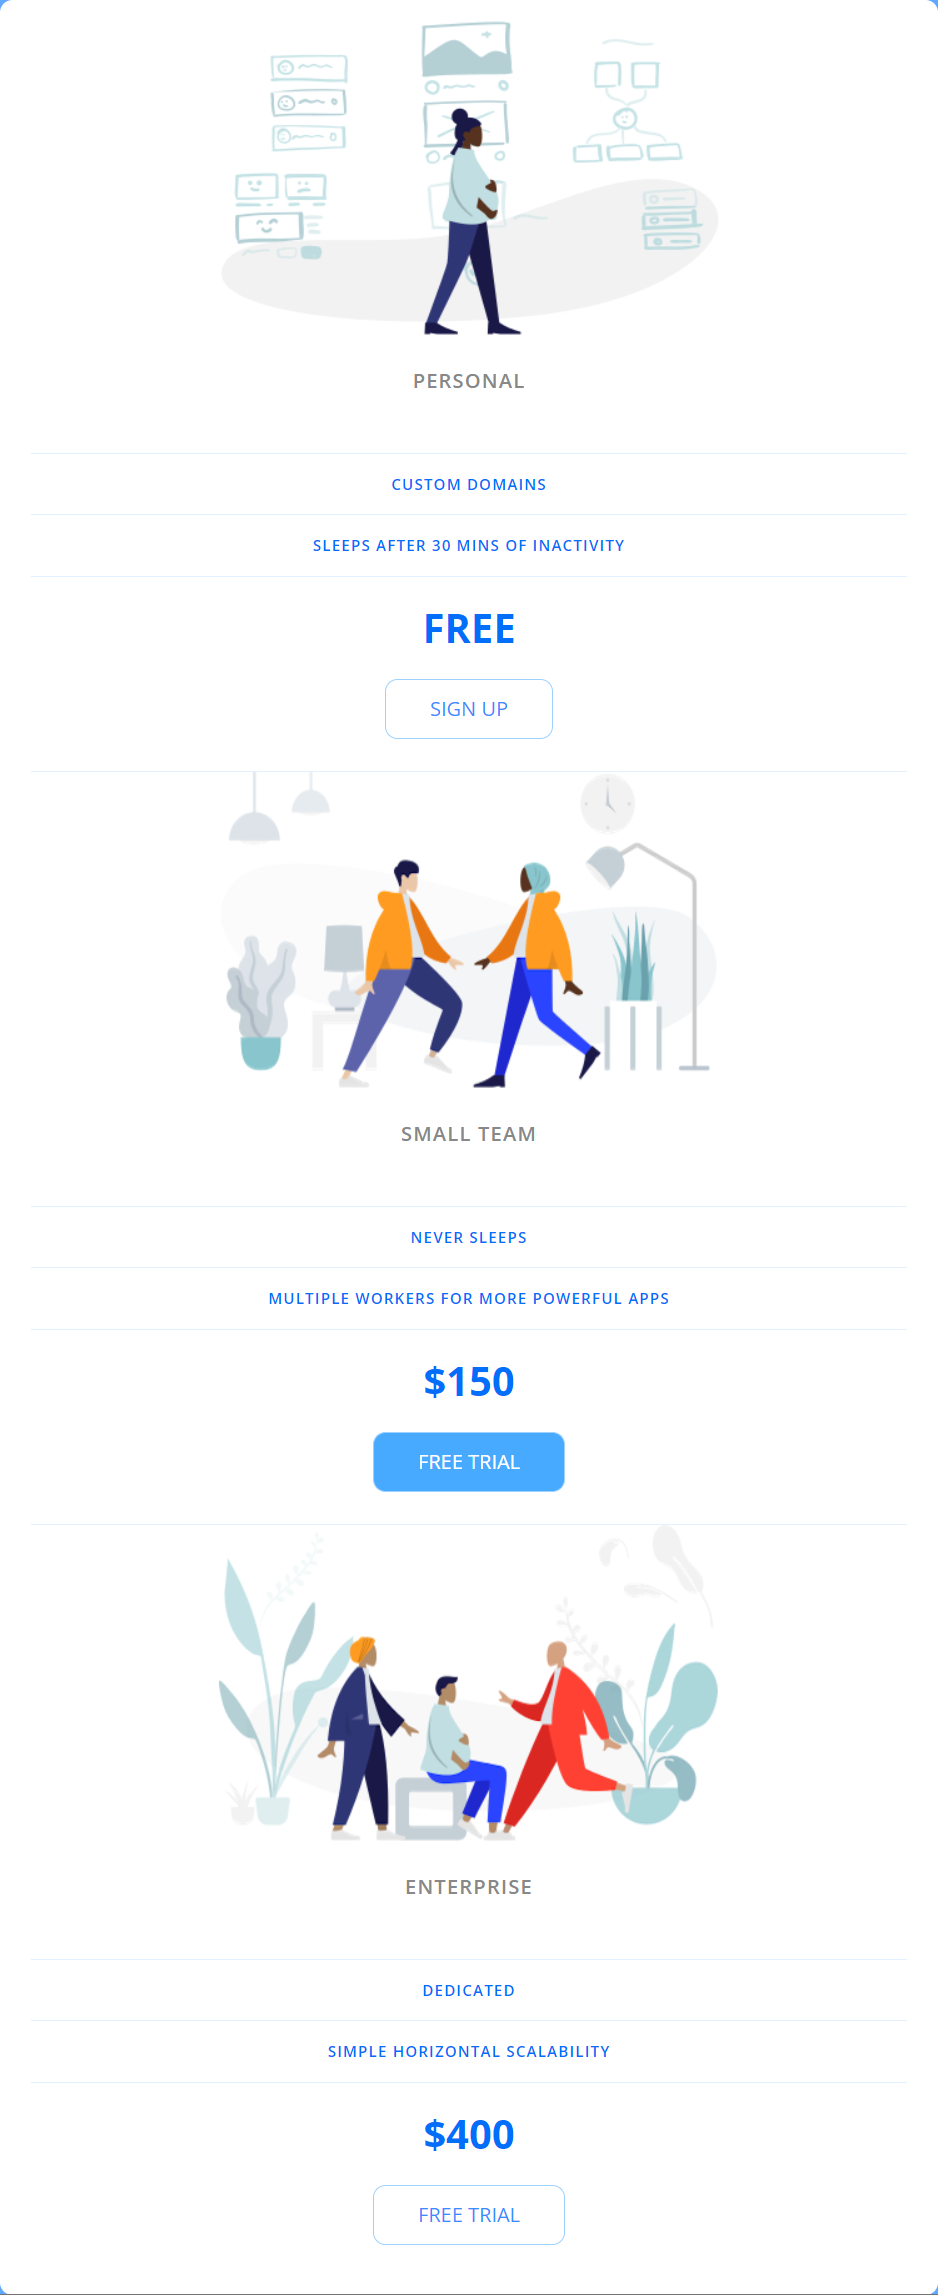 PERSONAL
CUSTOM DOMAINS
SLEEPS AFTER 30 MINS OF INACTIVITY
FREE
SIGN UP
SMALL TEAM
NEVER SLEEPS
MULTIPLE WORKERS FOR MORE POWERFUL APPS
$150
FREE TRIAL
ENTERPRISE
DEDICATED
SIMPLE HORIZONTAL SCALABILITY
$400
FREE TRIAL